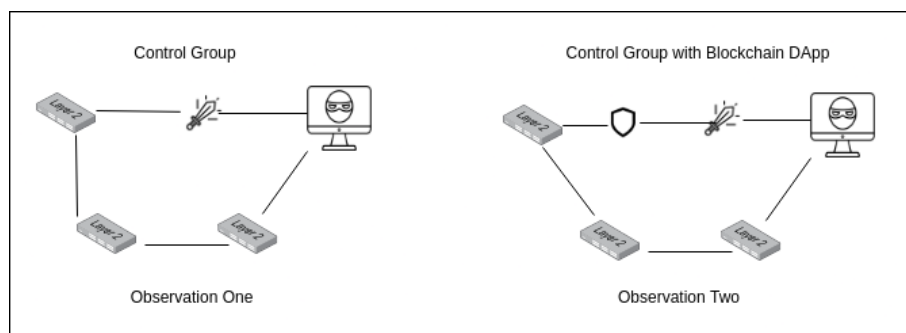 Control Group
Control Group with Blockchain DApp
Layer 2
Layer 2
Layer 2
Layer 2
Layer 2
Layer 2
Observation One
Observation Two